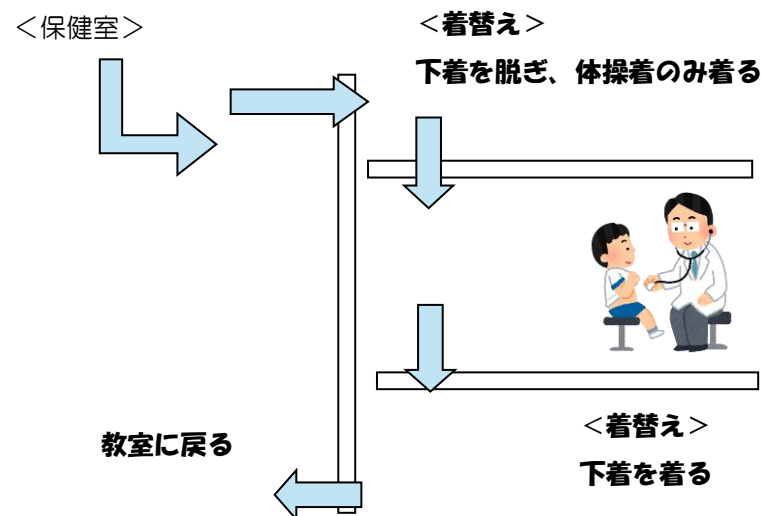 ＜保健室＞
＜着替え＞
下着を脱ぎ、体操着のみ着る
＜着替え＞
下着を着る
教室に戻る